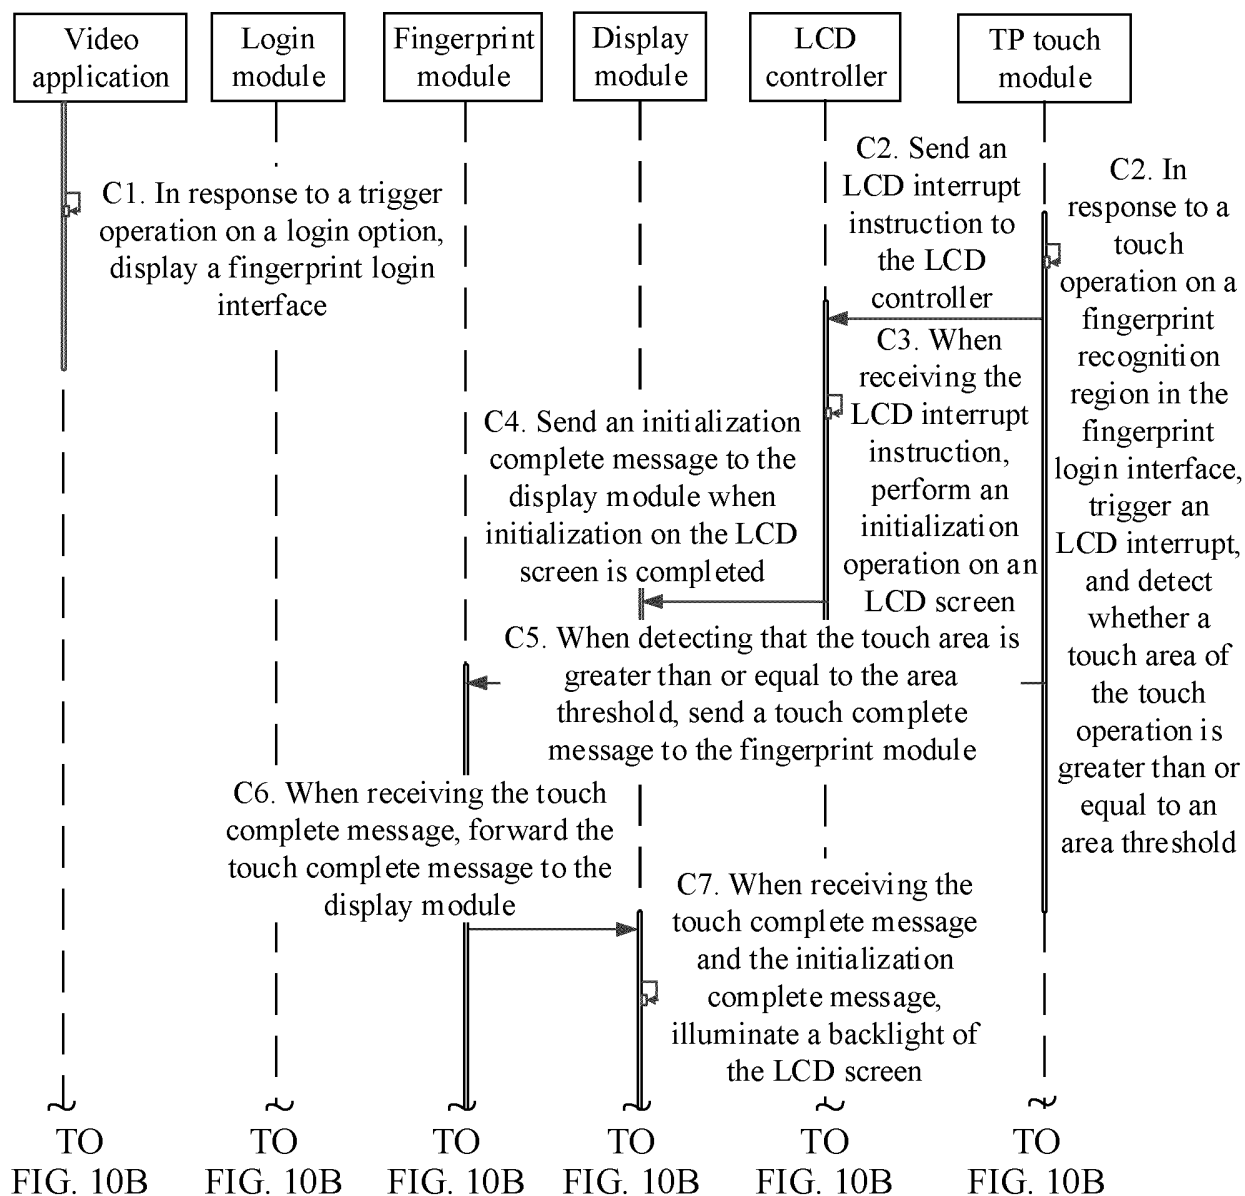 Video
application
Login
module
Fingerprint
module
Display
module
LCD
controller
TP touch
module
C1. In response to a trigger
operation on a login option,
display a fingerprint login
interface
C2. Send an
LCD interrupt
instruction to
the LCD
controller
C2. In
response to a
touch
operation on a
fingerprint
recognition
region in the
fingerprint
login interface,
trigger an
LCD interrupt,
and detect
whether a
touch area of
the touch
operation is
greater than or
equal to an
area threshold
C3. When
receiving the
LCD interrupt
instruction,
perform an
initialization
operation on an
LCD screen
C4. Send an initialization
complete message to the
display module when
initialization on the LCD
screen is completed
C5. When detecting that the touch area is
greater than or equal to the area
threshold, send a touch complete
message to the fingerprint module
C6. When receiving the touch
complete message, forward the
touch complete message to the
display module
C7. When receiving the
touch complete message
and the initialization
complete message,
illuminate a backlight of
the LCD screen
TO
FIG. 10B
TO
FIG. 10B
TO
FIG. 10B
TO
FIG. 10B
TO
FIG. 10B
TO
FIG. 10B